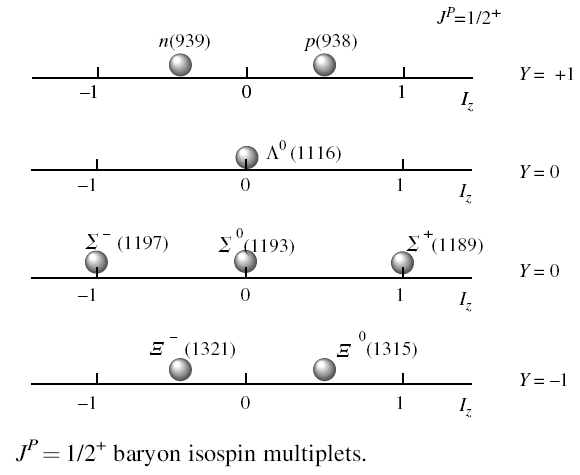 J^P=1/2^+
n(939) p(938)
Y = +1
–1 0 1 I_z
Λ^0 (1116)
Y = 0
–1 0 1 I_z
Σ^– (1197) Σ^0 (1193) Σ^+ (1189)
Y = 0
–1 0 1 I_z
Ξ^– (1321) Ξ^0 (1315)
Y = –1
–1 0 1 I_z
J^P = 1/2^+ baryon isospin multiplets.